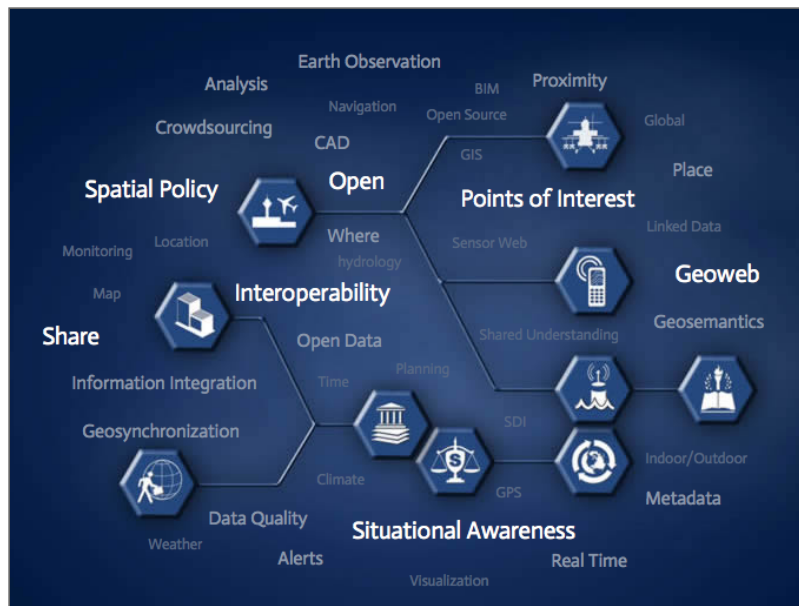 Earth Observation
Analysis
BIM
Proximity
Navigation
Open Source
Global
Crowdsourcing
CAD
GIS
Place
Spatial Policy
Open
Points of Interest
Linked Data
Where
Monitoring
Location
Sensor Web
hydrology
Geoweb
Map
Interoperability
Share
Open Data
Shared Understanding
Geosemantics
Information Integration
Time
Planning
Geosynchronization
SDI
Indoor/Outdoor
Climate
GPS
Metadata
Data Quality
Situational Awareness
Weather
Alerts
Real Time
Visualization
S